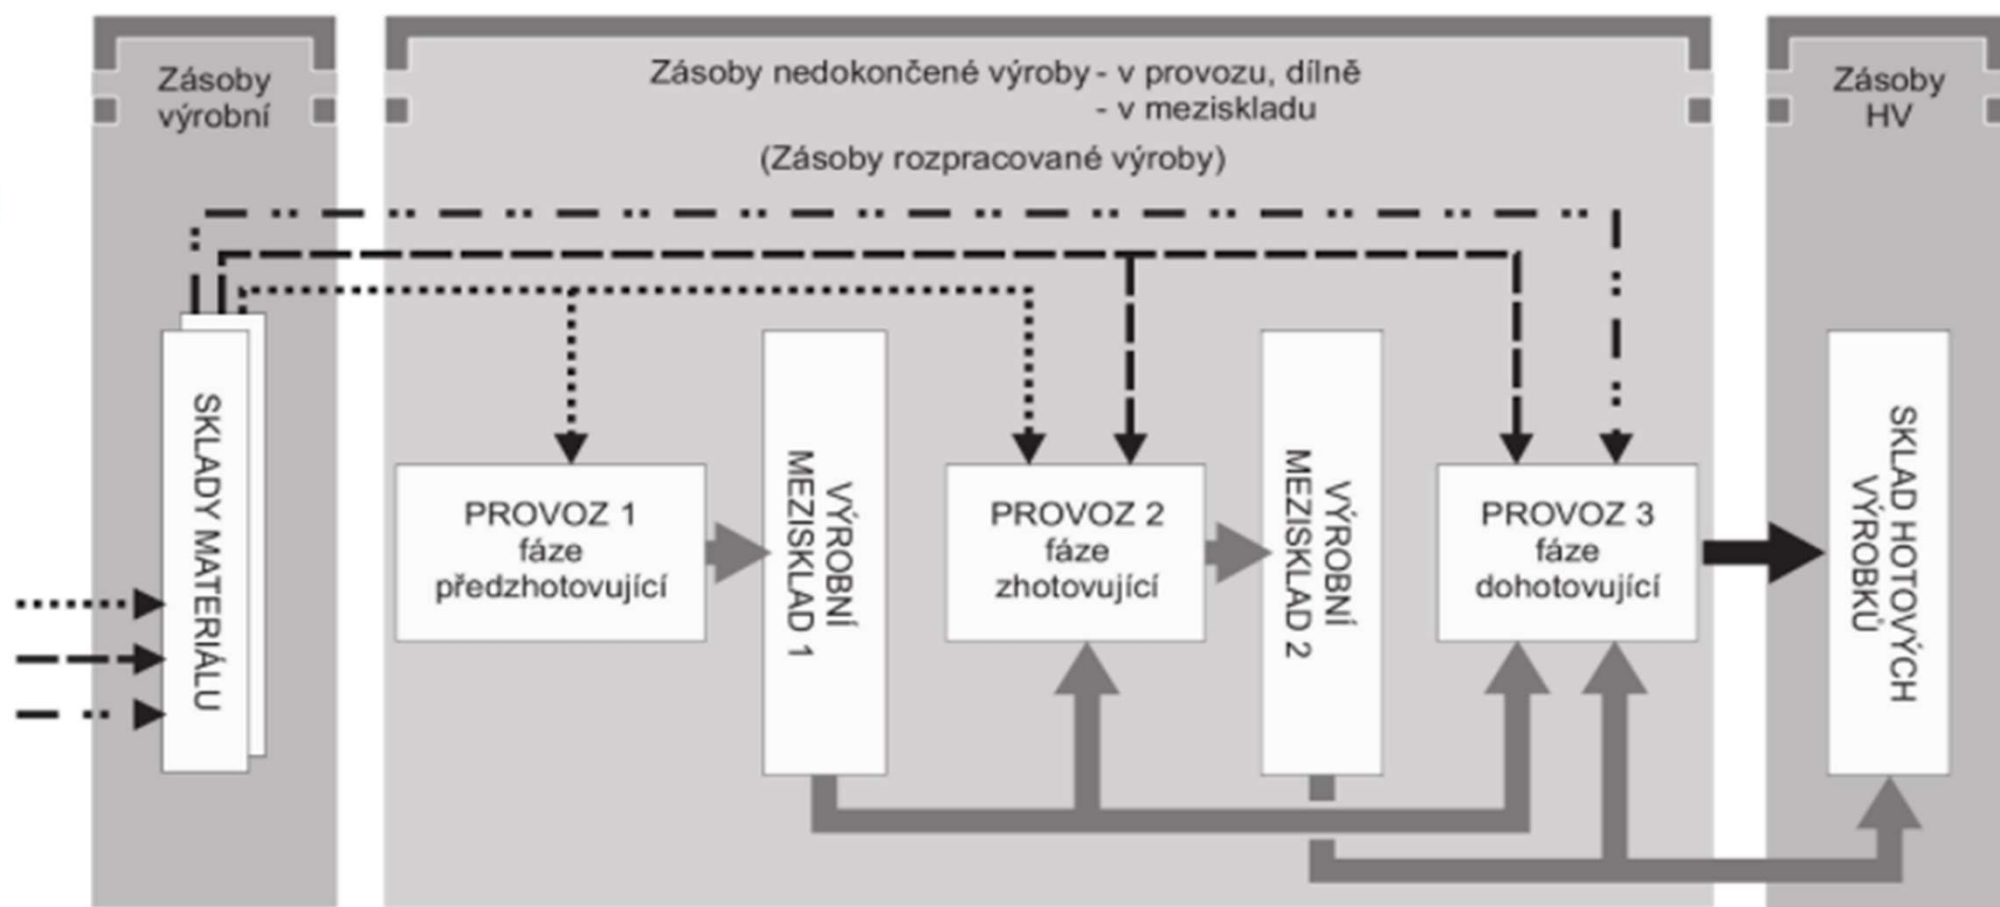 Zásoby
výrobní
Zásoby nedokončené výroby - v provozu, dílně
- v meziskladu
(Zásoby rozpracované výroby)
Zásoby
HV
SKLADY MATERIÁLU
PROVOZ 1
fáze
předzhotovující
VÝROBNÍ
MEZISKLAD 1
PROVOZ 2
fáze
zhotovující
VÝROBNÍ
MEZISKLAD 2
PROVOZ 3
fáze
dohotovující
SKLAD HOTOVÝCH
VÝROBKŮ